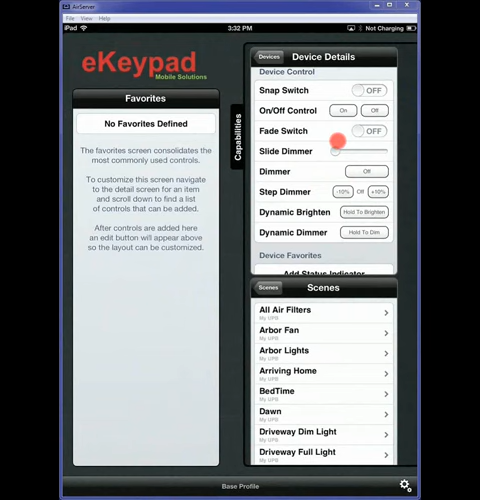 AirServer
File View Help
iPad 3:32 PM Not Charging
eKeypad
Mobile Solutions
Favorites
No Favorites Defined
The favorites screen consolidates the
most commonly used controls.
To customize this screen navigate
to the detail screen for an item
and scroll down to find a list
of controls that can be added.
After controls are added here
an edit button will appear above
so the layout can be customized.
Capabilities
Devices Device Details
Device Control
Snap Switch OFF
On/Off Control On Off
Fade Switch OFF
Slide Dimmer
Dimmer Off
Step Dimmer -10% Off +10%
Dynamic Brighten Hold To Brighten
Dynamic Dimmer Hold To Dim
Device Favorites
Add Status Indicator
Scenes Scenes
All Air Filters
My UPB
Arbor Fan
My UPB
Arbor Lights
My UPB
Arriving Home
My UPB
BedTime
My UPB
Dawn
My UPB
Driveway Dim Light
My UPB
Driveway Full Light
My UPB
Base Profile